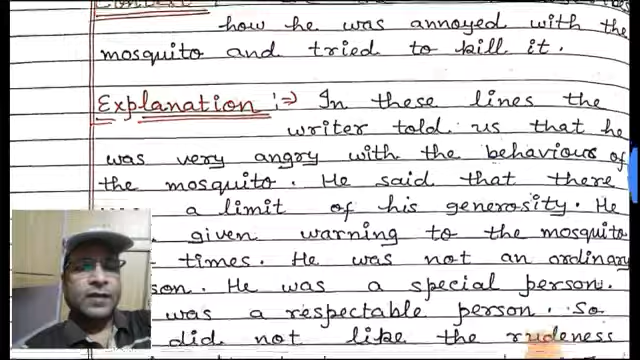 how he was annoyed with the
mosquito and tried to kill it.
Explanation :⇒ In these lines the
writer told us that he
was very angry with the behaviour of
the mosquito. He said that there
a limit of his generosity. He
given warning to the mosquito
times. He was not an ordinary
son. He was a special person.
was a respectable person. So
did not like the rudeness